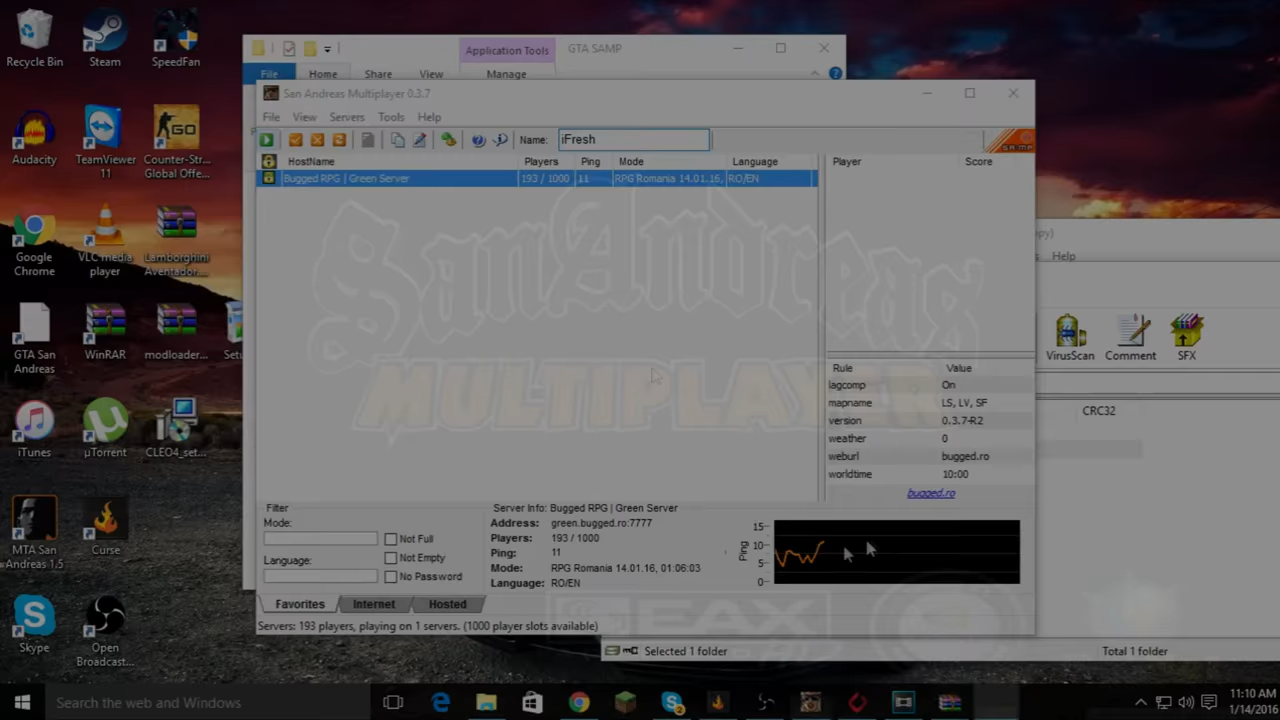 Recycle Bin
Steam
SpeedFan
Audacity
TeamViewer 11
Counter-Str... Global Offe...
Google Chrome
VLC media player
Lamborghini Aventador...
GTA San Andreas
WinRAR
modloader...
Setu
iTunes
µTorrent
CLEO4_set...
MTA San Andreas 1.5
Curse
Skype
Open Broadcast...
Application Tools
GTA SAMP
File
Home
Share
View
Manage
San Andreas Multiplayer 0.3.7
File View Servers Tools Help
Name: iFresh
SA:MP
HostName Players Ping Mode Language
Bugged RPG | Green Server 193 / 1000 11 RPG Romania 14.01.16, RO/EN
Player Score
San Andreas
MULTIPLAYER
Rule Value
lagcomp On
mapname LS, LV, SF
version 0.3.7-R2
weather 0
weburl bugged.ro
worldtime 10:00
bugged.ro
Filter
Mode:
Not Full
Language:
Not Empty
No Password
Server Info: Bugged RPG | Green Server
Address: green.bugged.ro:7777
Players: 193 / 1000
Ping: 11
Mode: RPG Romania 14.01.16, 01:06:03
Language: RO/EN
Ping
15
10
5
0
Favorites Internet Hosted
Servers: 193 players, playing on 1 servers. (1000 player slots available)
py)
s Help
VirusScan
Comment
SFX
CRC32
Selected 1 folder
Total 1 folder
Search the web and Windows
11:10 AM
1/14/2016